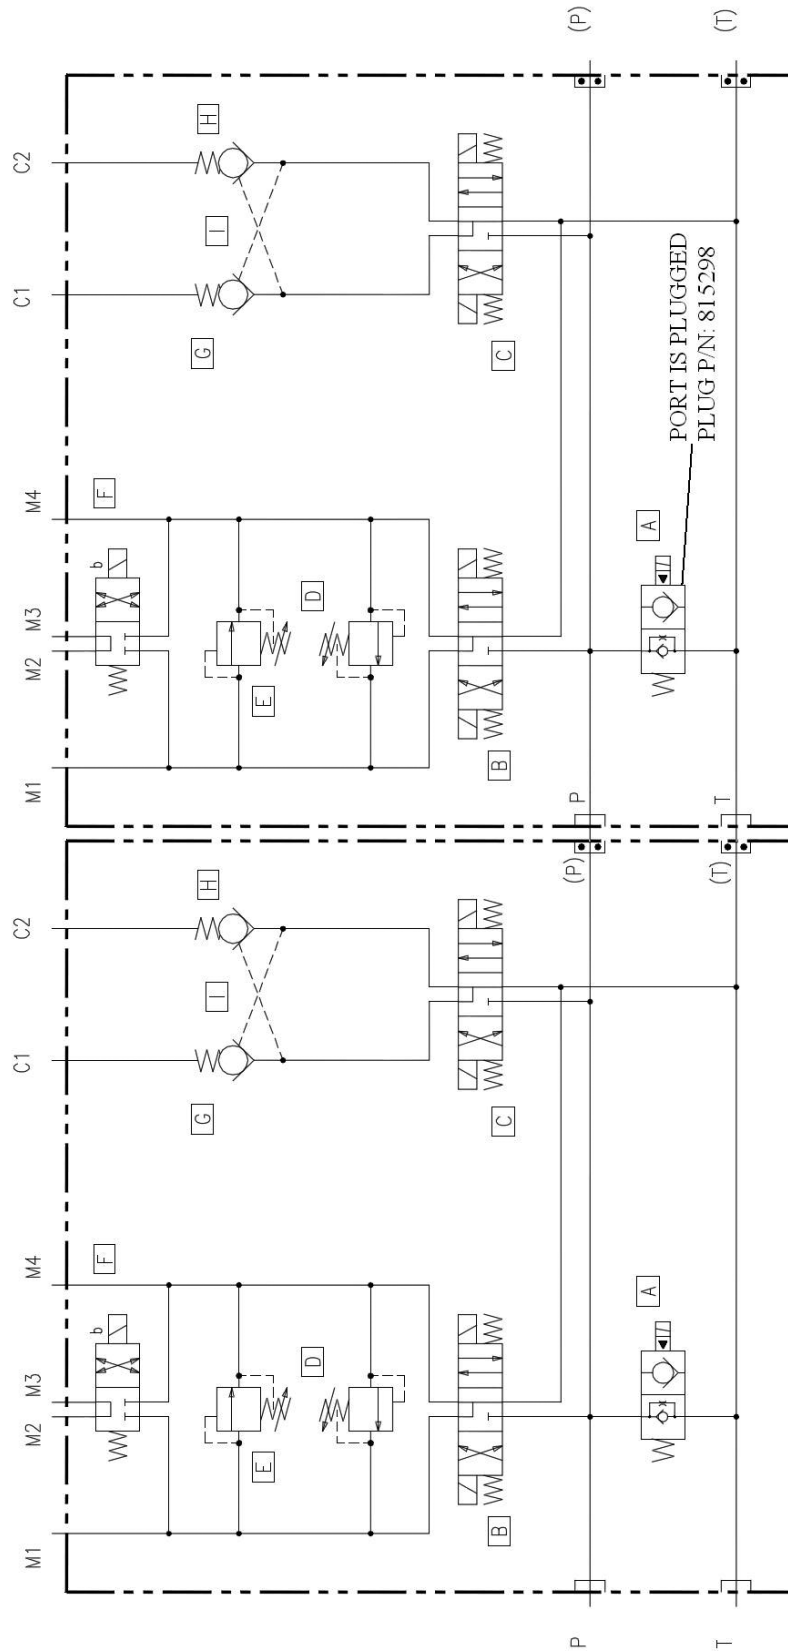 M1 M2 M3 M4 C1 C2 M1 M2 M3 M4 C1 C2
b F b F
G H G H
I I
E D E D
B C B C
P (P) P (P)
A A
PORT IS PLUGGED
PLUG P/N: 815298
T (T) T (T)